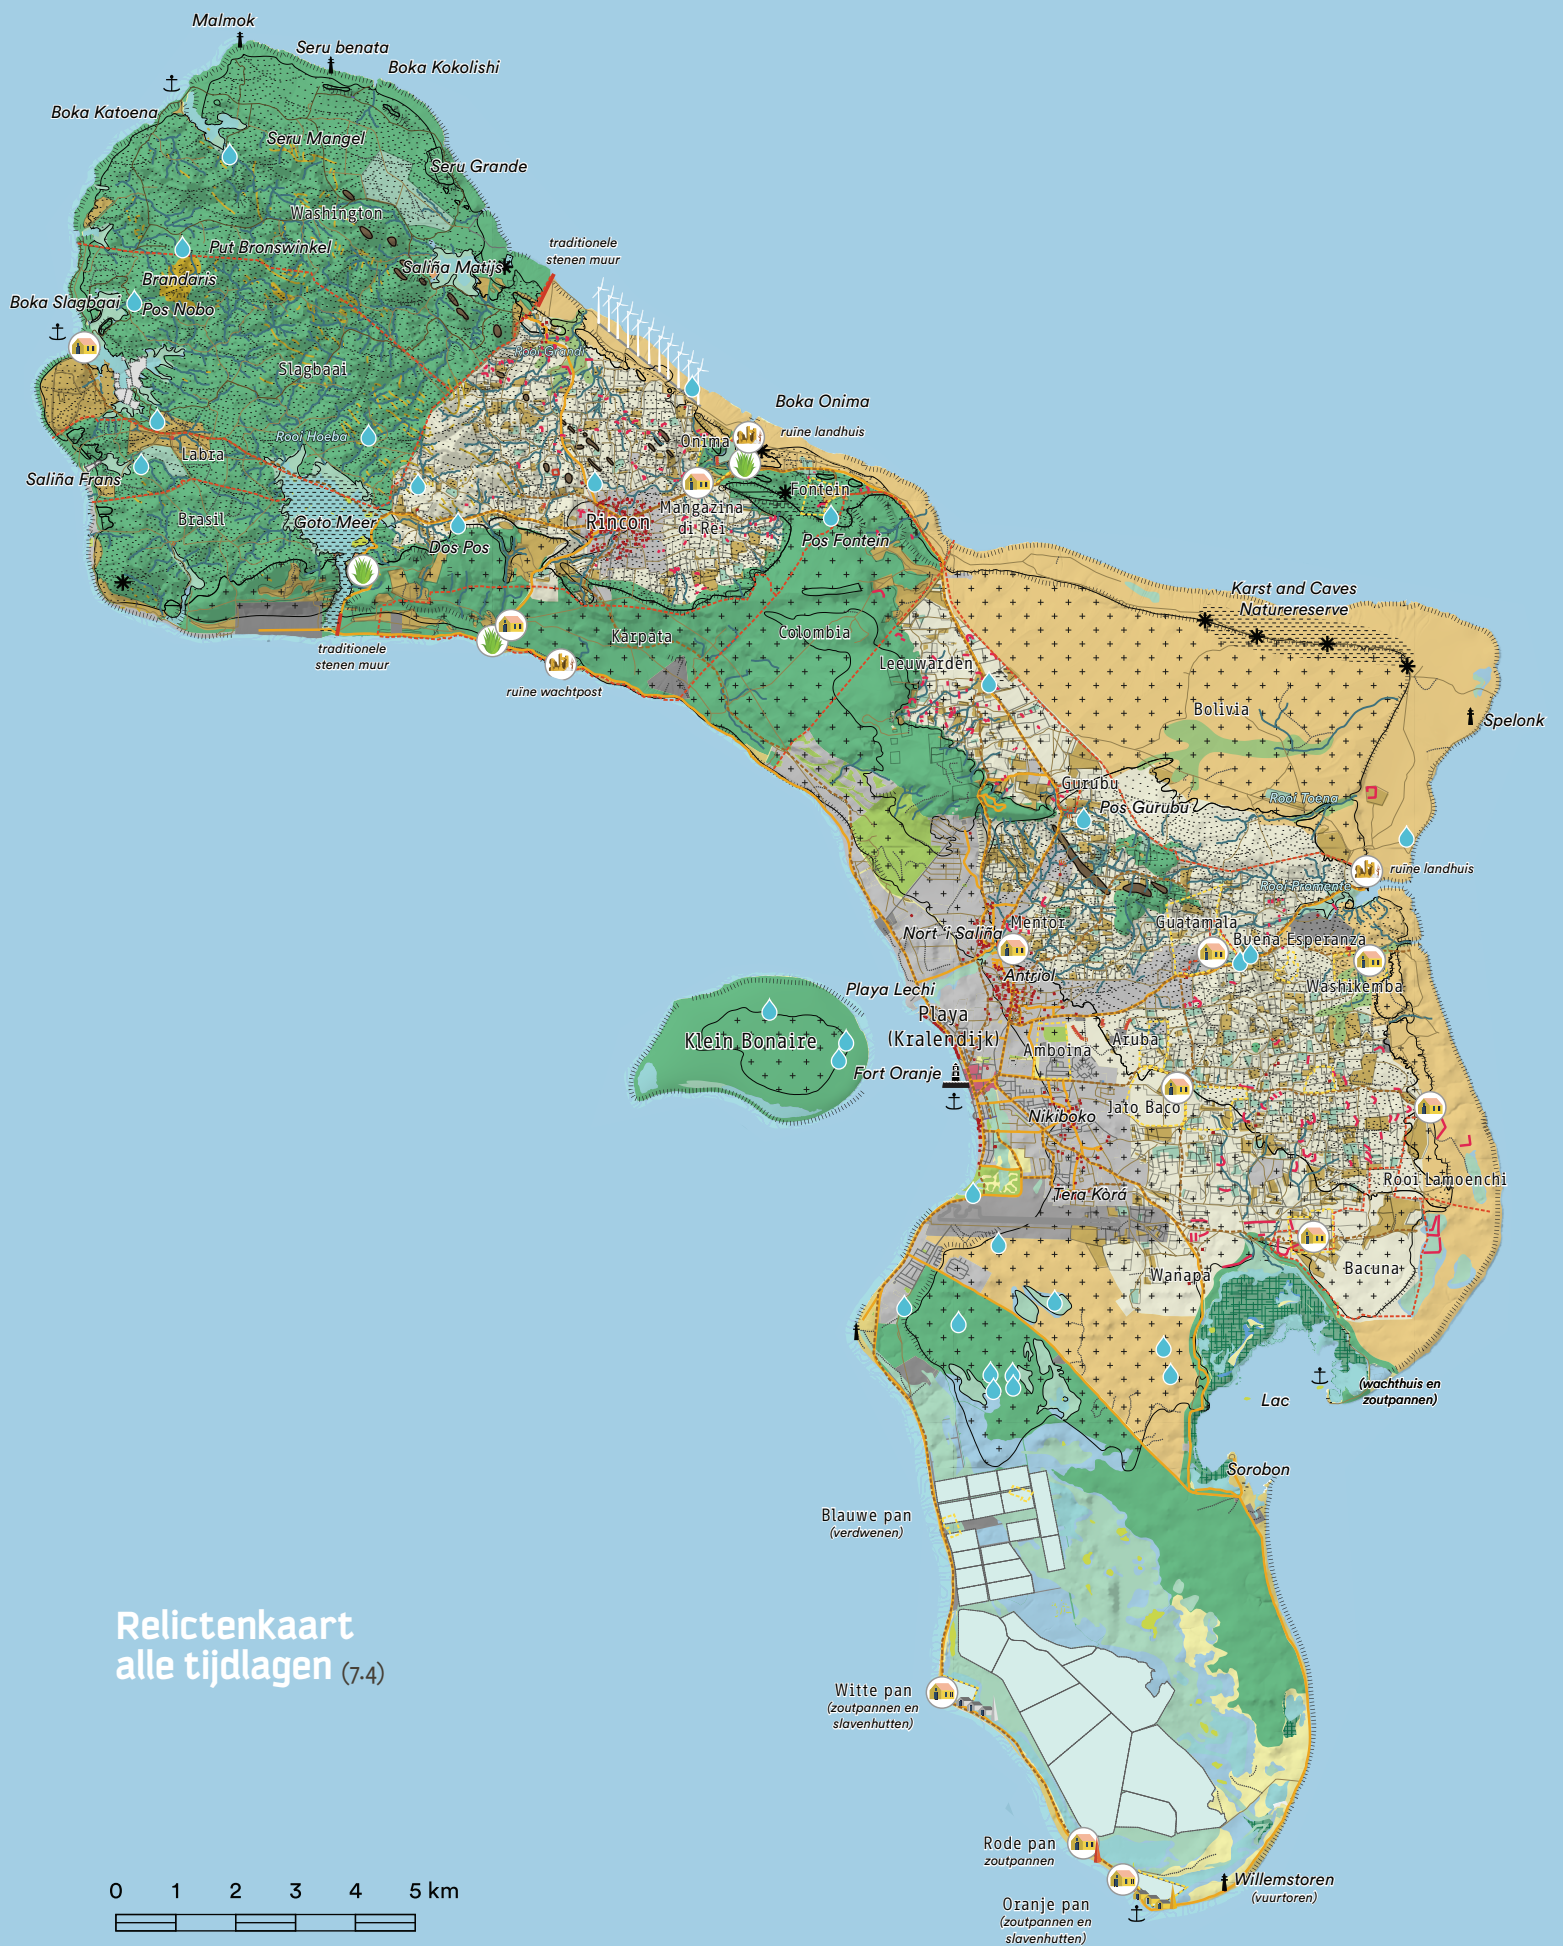 Malmok
Seru benata
Boka Kokolishi
Boka Katoena
Seru Mangel
Seru Grande
Washington
traditionele
stenen muur
Put Bronswinkel
Saliña Matijs
Brandaris
Boka Slagbaai
Pos Nobo
Rooi Grandi
Slagbaai
Boka Onima
ruïne landhuis
Rooi Hoeba
Onima
Labra
Saliña Frans
Fontein
Mangazina
di Rei
Rincon
Brasil
Goto Meer
Dos Pos
Pos Fontein
Karst and Caves
Naturereserve
Karpata
Colombia
traditionele
stenen muur
Leeuwarden
ruïne wachtpost
Bolivia
Spelonk
Gurubu
Pos Gurubu
Rooi Toena
ruïne landhuis
Rooi Promente
Mentor
Guatamala
Nort i Saliña
Buena Esperanza
Antriol
Washikemba
Playa Lechi
Playa
(Kralendijk)
Klein Bonaire
Amboina
Aruba
Fort Oranje
Jato Baco
Nikiboko
Rooi Lamoenchi
Tera Kòrá
Wanapa
Bacuna
(wachthuis en
zoutpannen)
Lac
Sorobon
Blauwe pan
(verdwenen)
Relictenkaart
alle tijdlagen (7.4)
Witte pan
(zoutpannen en
slavenhutten)
Rode pan
zoutpannen
Willemstoren
(vuurtoren)
Oranje pan
(zoutpannen en
slavenhutten)
0 1 2 3 4 5 km